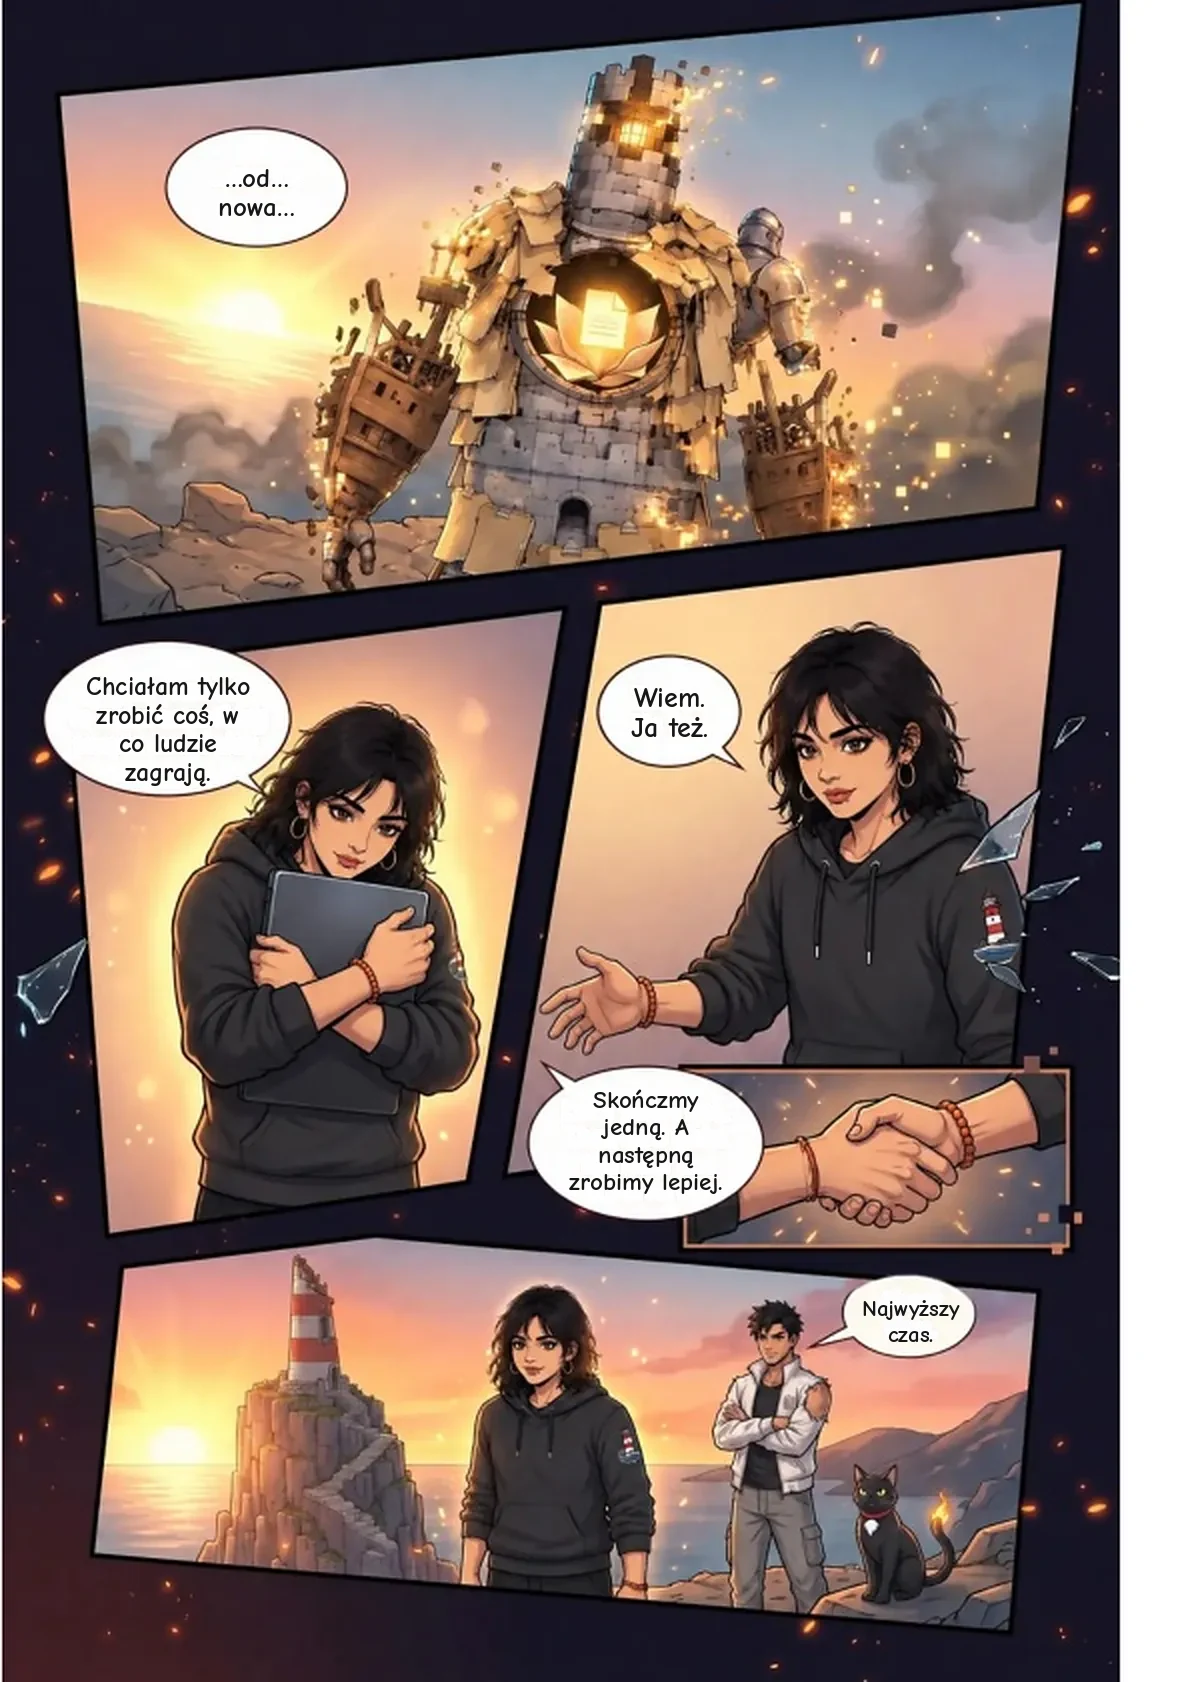 ...od...
nowa...
Chciałam tylko
zrobić coś, w
co ludzie
zagrają.
Wiem.
Ja też.
Skończmy
jedną. A
następną
zrobimy lepiej.
Najwyższy
czas.